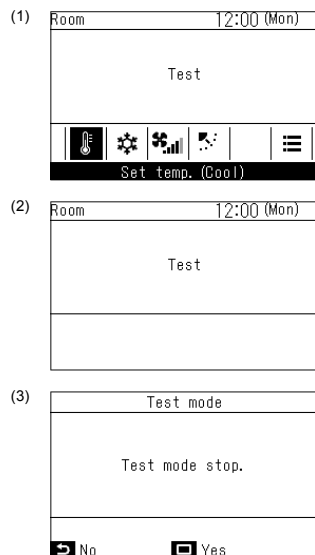 (1)
Room 12:00 (Mon)
Test
Set temp. (Cool)
(2)
Room 12:00 (Mon)
Test
(3)
Test mode
Test mode stop.
No Yes